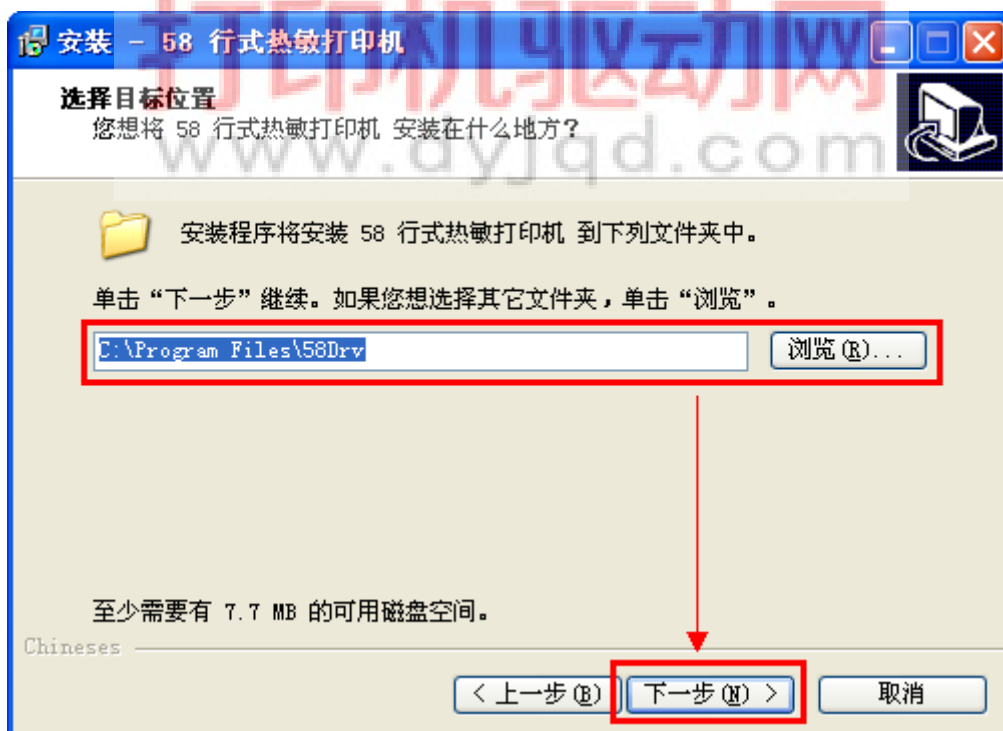 打印机驱动网
安装 - 58 行式热敏打印机
选择目标位置
您想将 58 行式热敏打印机 安装在什么地方?
www.dyjqd.com
安装程序将安装 58 行式热敏打印机 到下列文件夹中。
单击“下一步”继续。如果您想选择其它文件夹，单击“浏览”。
C:\Program Files\58Drv 浏览(R)...
至少需要有 7.7 MB 的可用磁盘空间。
Chineses
< 上一步(B) 下一步(N) > 取消